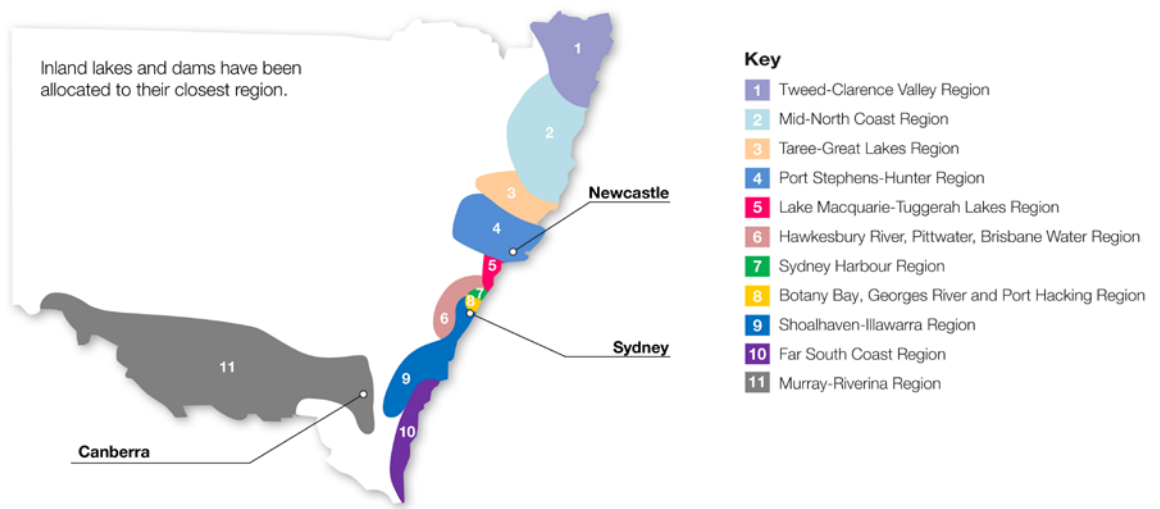 Inland lakes and dams have been
allocated to their closest region.
1
2
3
Newcastle
4
5
7
8
6
Sydney
11
9
10
Canberra
Key
1 Tweed-Clarence Valley Region
2 Mid-North Coast Region
3 Taree-Great Lakes Region
4 Port Stephens-Hunter Region
5 Lake Macquarie-Tuggerah Lakes Region
6 Hawkesbury River, Pittwater, Brisbane Water Region
7 Sydney Harbour Region
8 Botany Bay, Georges River and Port Hacking Region
9 Shoalhaven-Illawarra Region
10 Far South Coast Region
11 Murray-Riverina Region